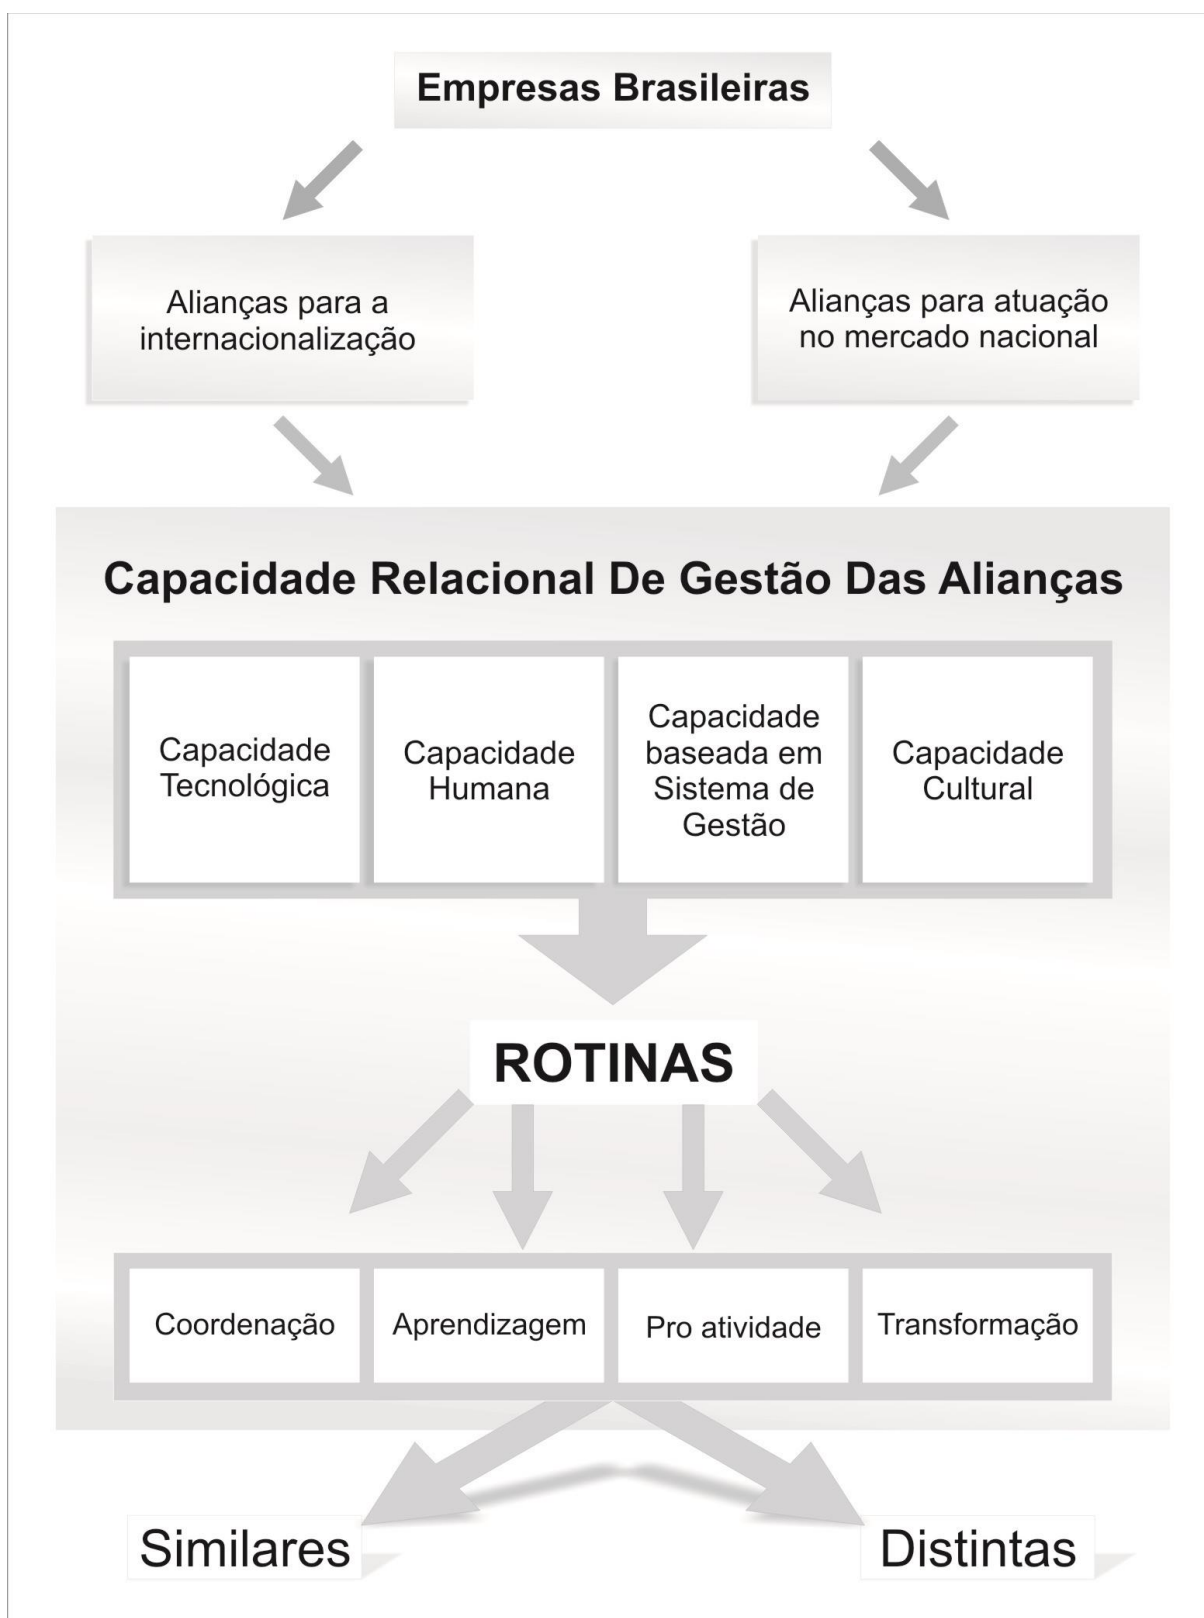 Empresas Brasileiras
Alianças para a
internacionalização
Alianças para atuação
no mercado nacional
Capacidade Relacional De Gestão Das Alianças
Capacidade
Tecnológica
Capacidade
Humana
Capacidade
baseada em
Sistema de
Gestão
Capacidade
Cultural
ROTINAS
Coordenação
Aprendizagem
Pro atividade
Transformação
Similares
Distintas